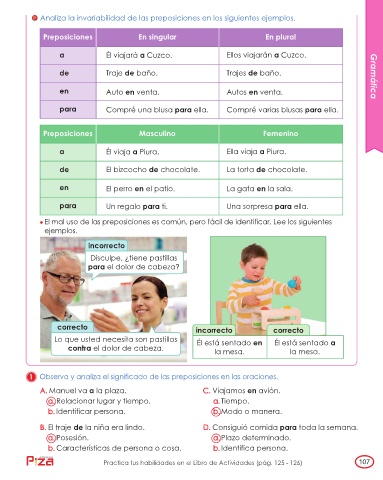 Analiza la invariabilidad de las preposiciones en los siguientes ejemplos.
Preposiciones En singular En plural
a Él viajará a Cuzco. Ellos viajarán a Cuzco.
de Traje de baño. Trajes de baño.
en Auto en venta. Autos en venta.
para Compré una blusa para ella. Compré varias blusas para ella.
Gramática
Preposiciones Masculino Femenino
a Él viaja a Piura. Ella viaja a Piura.
de El bizcocho de chocolate. La torta de chocolate.
en El perro en el patio. La gata en la sala.
para Un regalo para ti. Una sorpresa para ella.
El mal uso de las preposiciones es común, pero fácil de identificar. Lee los siguientes
ejemplos.
incorrecto
Disculpe, ¿tiene pastillas
para el dolor de cabeza?
correcto
Lo que usted necesita son pastillas
contra el dolor de cabeza.
incorrecto correcto
Él está sentado en Él está sentado a
la mesa. la mesa.
1 Observa y analiza el significado de las preposiciones en las oraciones.
A. Manuel va a la plaza.
a. Relacionar lugar y tiempo.
b. Identificar persona.
B. El traje de la niña era lindo.
a. Posesión.
b. Características de persona o cosa.
C. Viajamos en avión.
a. Tiempo.
b. Modo o manera.
D. Consiguió comida para toda la semana.
a. Plazo determinado.
b. Identifica persona.
Practica tus habilidades en el Libro de Actividades (pág. 125 - 126)
107